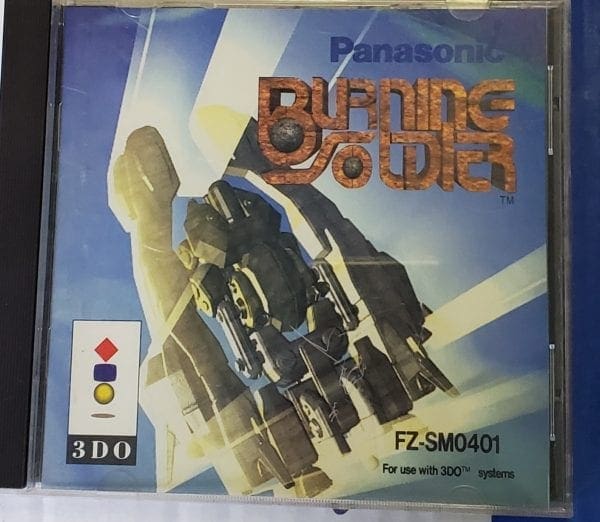 Panasonic
BURNING
SOLDIER
TM
3DO
FZ-SM0401
For use with 3DO™ systems